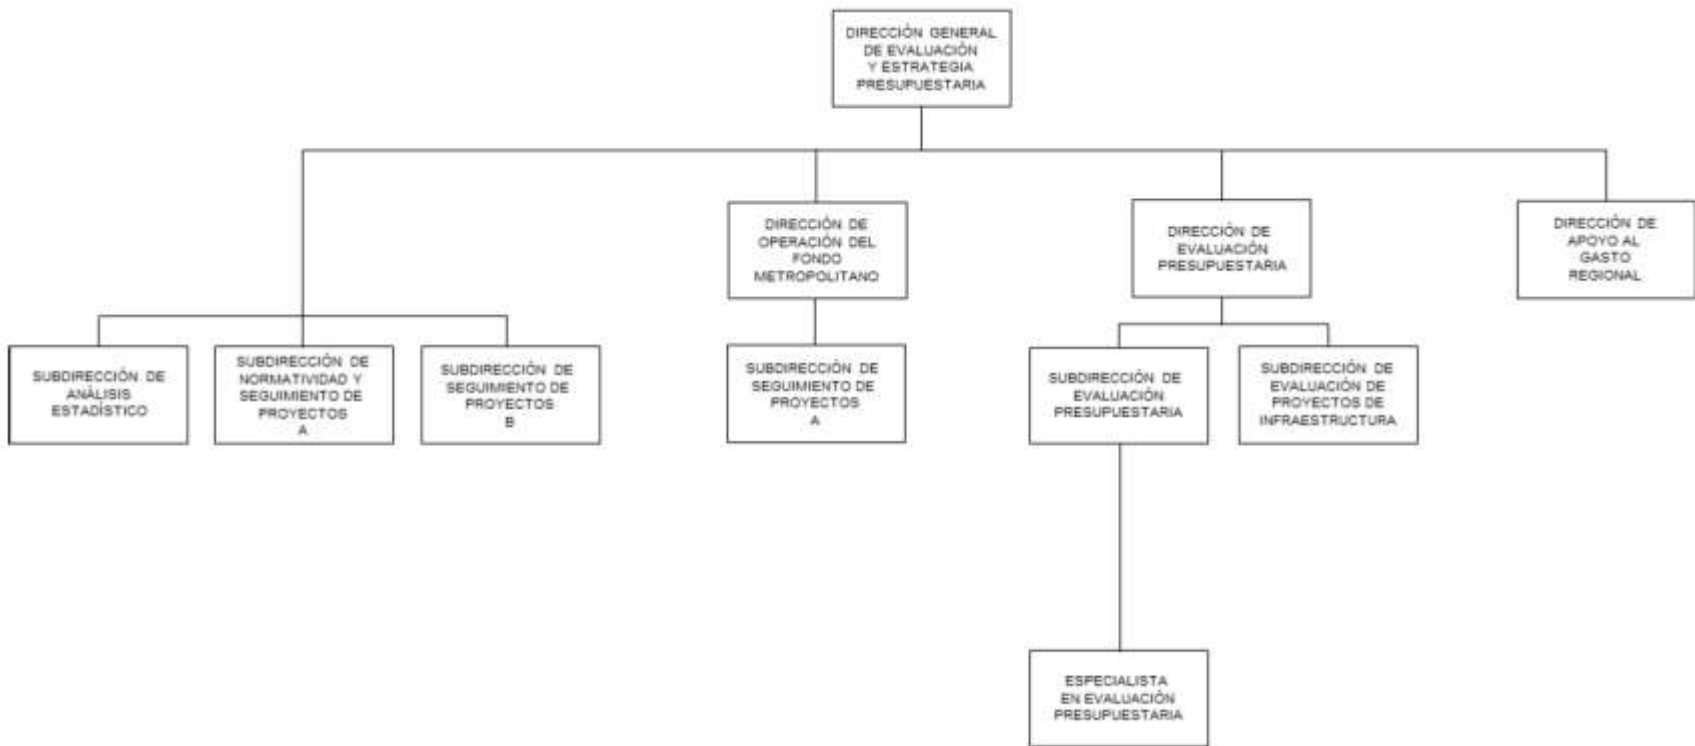 DIRECCIÓN GENERAL
DE EVALUACIÓN
Y ESTRATEGIA
PRESUPUESTARIA
DIRECCIÓN DE
OPERACIÓN DEL
FONDO
METROPOLITANO
DIRECCIÓN DE
EVALUACIÓN
PRESUPUESTARIA
DIRECCIÓN DE
APOYO AL
GASTO
REGIONAL
SUBDIRECCIÓN DE
ANÁLISIS
ESTADÍSTICO
SUBDIRECCIÓN DE
NORMATIVIDAD Y
SEGUIMIENTO DE
PROYECTOS
A
SUBDIRECCIÓN DE
SEGUIMIENTO DE
PROYECTOS
B
SUBDIRECCIÓN DE
SEGUIMIENTO DE
PROYECTOS
A
SUBDIRECCIÓN DE
EVALUACIÓN
PRESUPUESTARIA
SUBDIRECCIÓN DE
EVALUACIÓN DE
PROYECTOS DE
INFRAESTRUCTURA
ESPECIALISTA
EN EVALUACIÓN
PRESUPUESTARIA